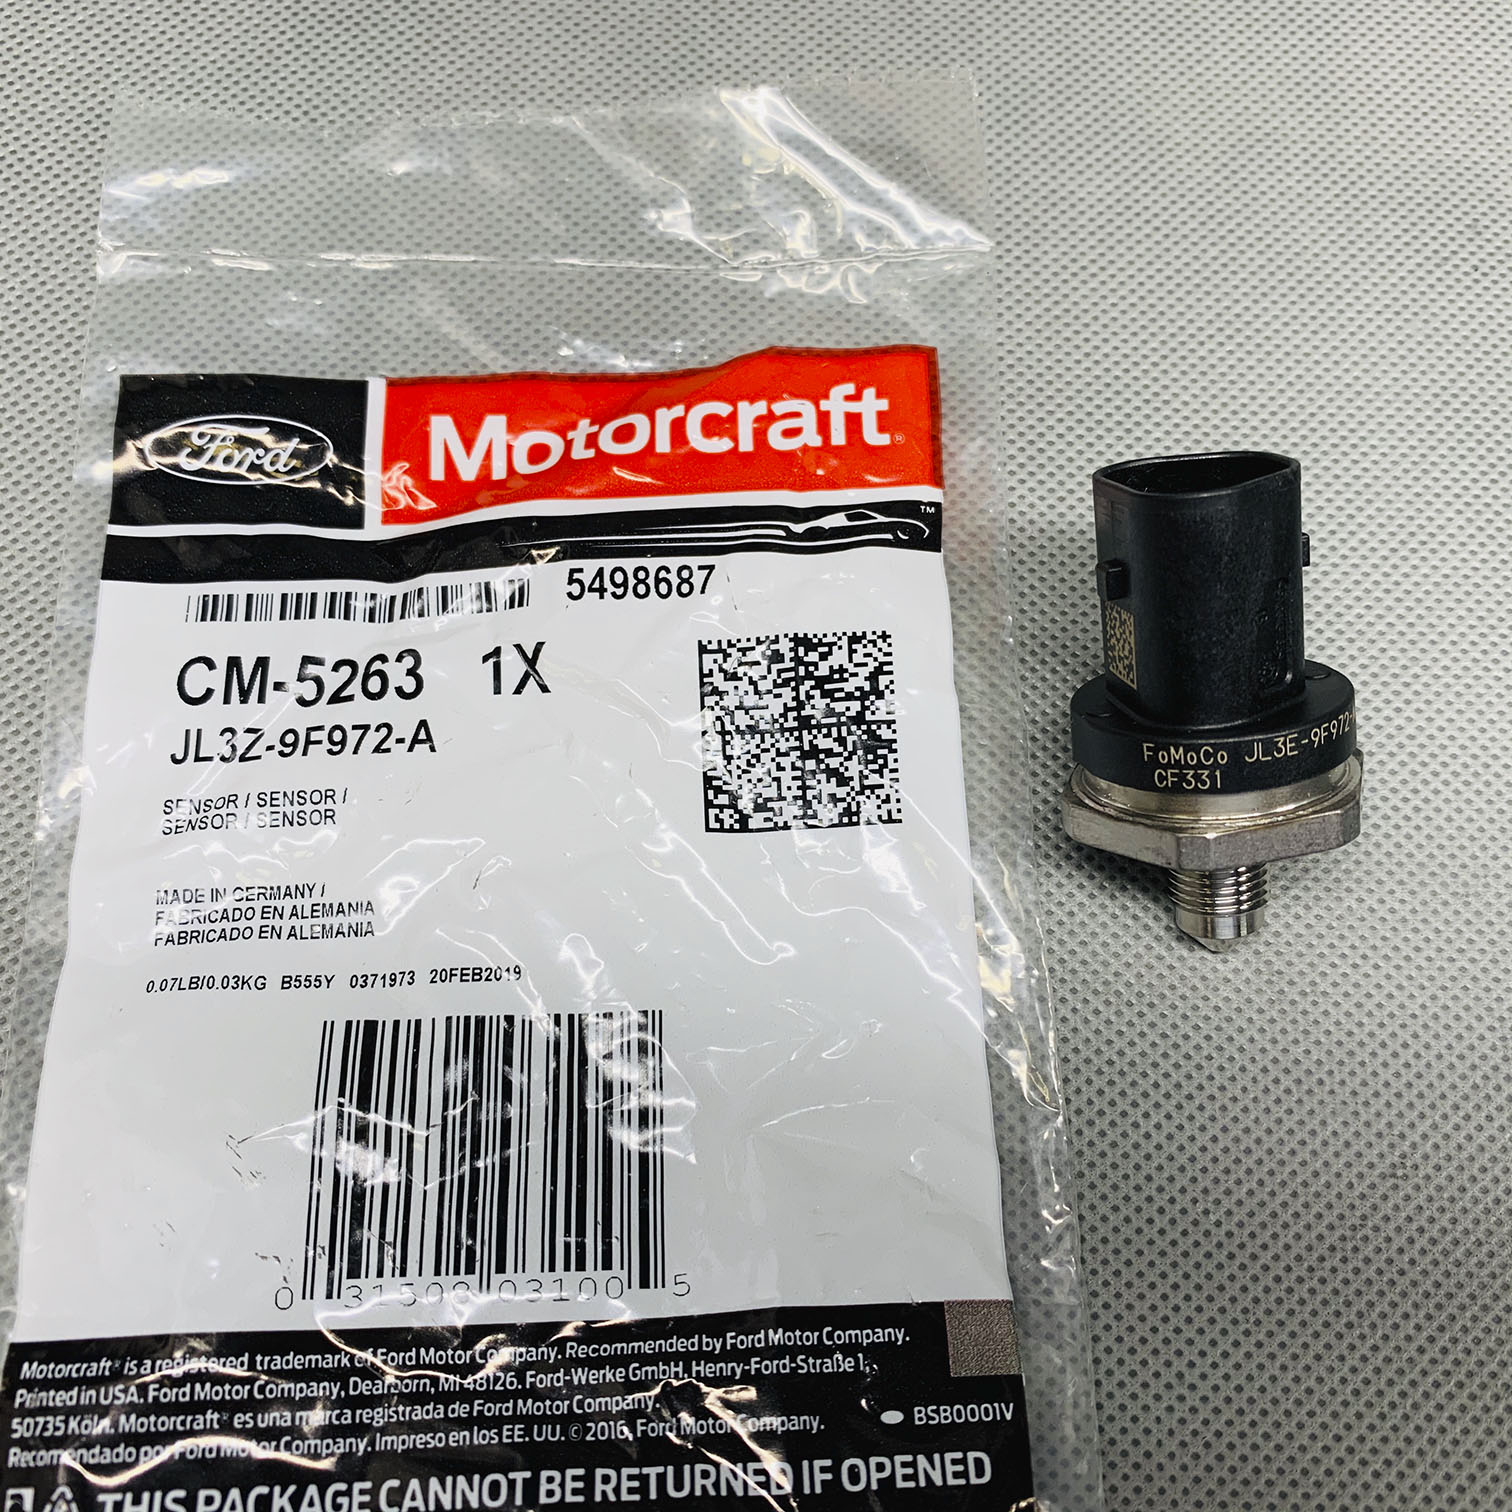 Ford
Motorcraft®
TM
5498687
CM-5263 1X
JL3Z-9F972-A
SENSOR / SENSOR /
SENSOR / SENSOR
MADE IN GERMANY /
FABRICADO EN ALEMANIA
FABRICADO EN ALEMANIA
0.07LB/0.03KG B555Y 0371973 20FEB2019
0 31508 03100 5
Motorcraft® is a registered trademark of Ford Motor Company. Recommended by Ford Motor Company.
Printed in USA. Ford Motor Company, Dearborn, MI 48126. Ford-Werke GmbH, Henry-Ford-Straße 1,
50735 Köln. Motorcraft® es una marca registrada de Ford Motor Company.
Recomendado por Ford Motor Company. Impreso en los EE. UU. © 2016, Ford Motor Company.
BSB0001V
THIS PACKAGE CANNOT BE RETURNED IF OPENED
FoMoCo JL3E-9F972-
CF331